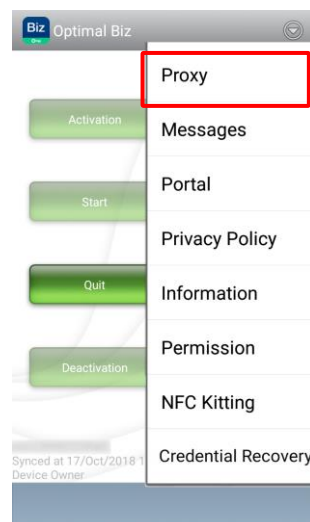 Biz
One
Optimal Biz
Proxy
Activation
Messages
Start
Portal
Privacy Policy
Quit
Information
Permission
Deactivation
NFC Kitting
Credential Recovery
Synced at 17/Oct/2018 1
Device Owner